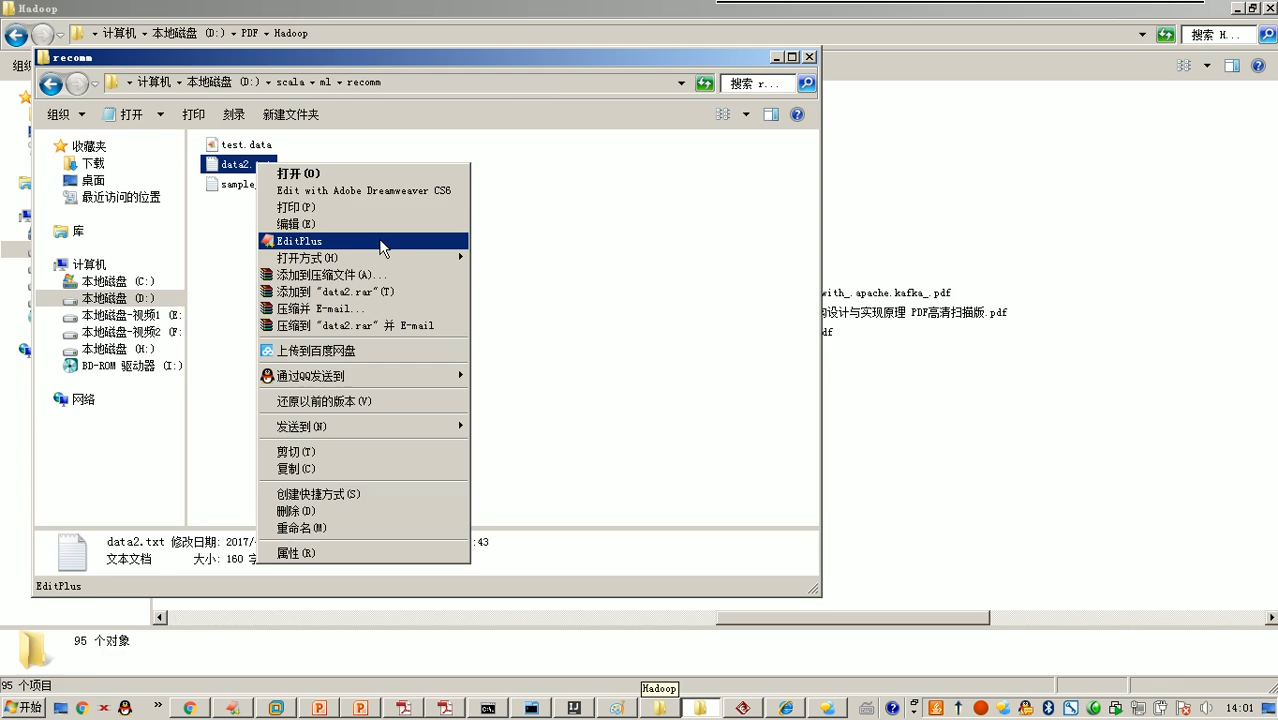 Hadoop
计算机 本地磁盘 (D:) PDF Hadoop
搜索 H...
组织
recomm
计算机 本地磁盘 (D:) scala ml recomm
搜索 r...
组织 打开 打印 刻录 新建文件夹
收藏夹
下载
桌面
最近访问的位置
库
计算机
本地磁盘 (C:)
本地磁盘 (D:)
本地磁盘-视频1 (E:
本地磁盘-视频2 (F:
本地磁盘 (H:)
BD-ROM 驱动器 (I:)
网络
test.data
data2.
sample_
打开(O)
Edit with Adobe Dreamweaver CS6
打印(P)
编辑(E)
EditPlus
打开方式(H)
添加到压缩文件(A)...
添加到 "data2.rar"(T)
压缩并 E-mail...
压缩到 "data2.rar" 并 E-mail
上传到百度网盘
通过QQ发送到
还原以前的版本(V)
发送到(N)
剪切(T)
复制(C)
创建快捷方式(S)
删除(D)
重命名(M)
属性(R)
with_.apache.kafka_.pdf
的设计与实现原理 PDF高清扫描版.pdf
df
data2.txt 修改日期: 2017/ :43
文本文档 大小: 160 字
EditPlus
95 个对象
95 个项目
Hadoop
开始
14:01